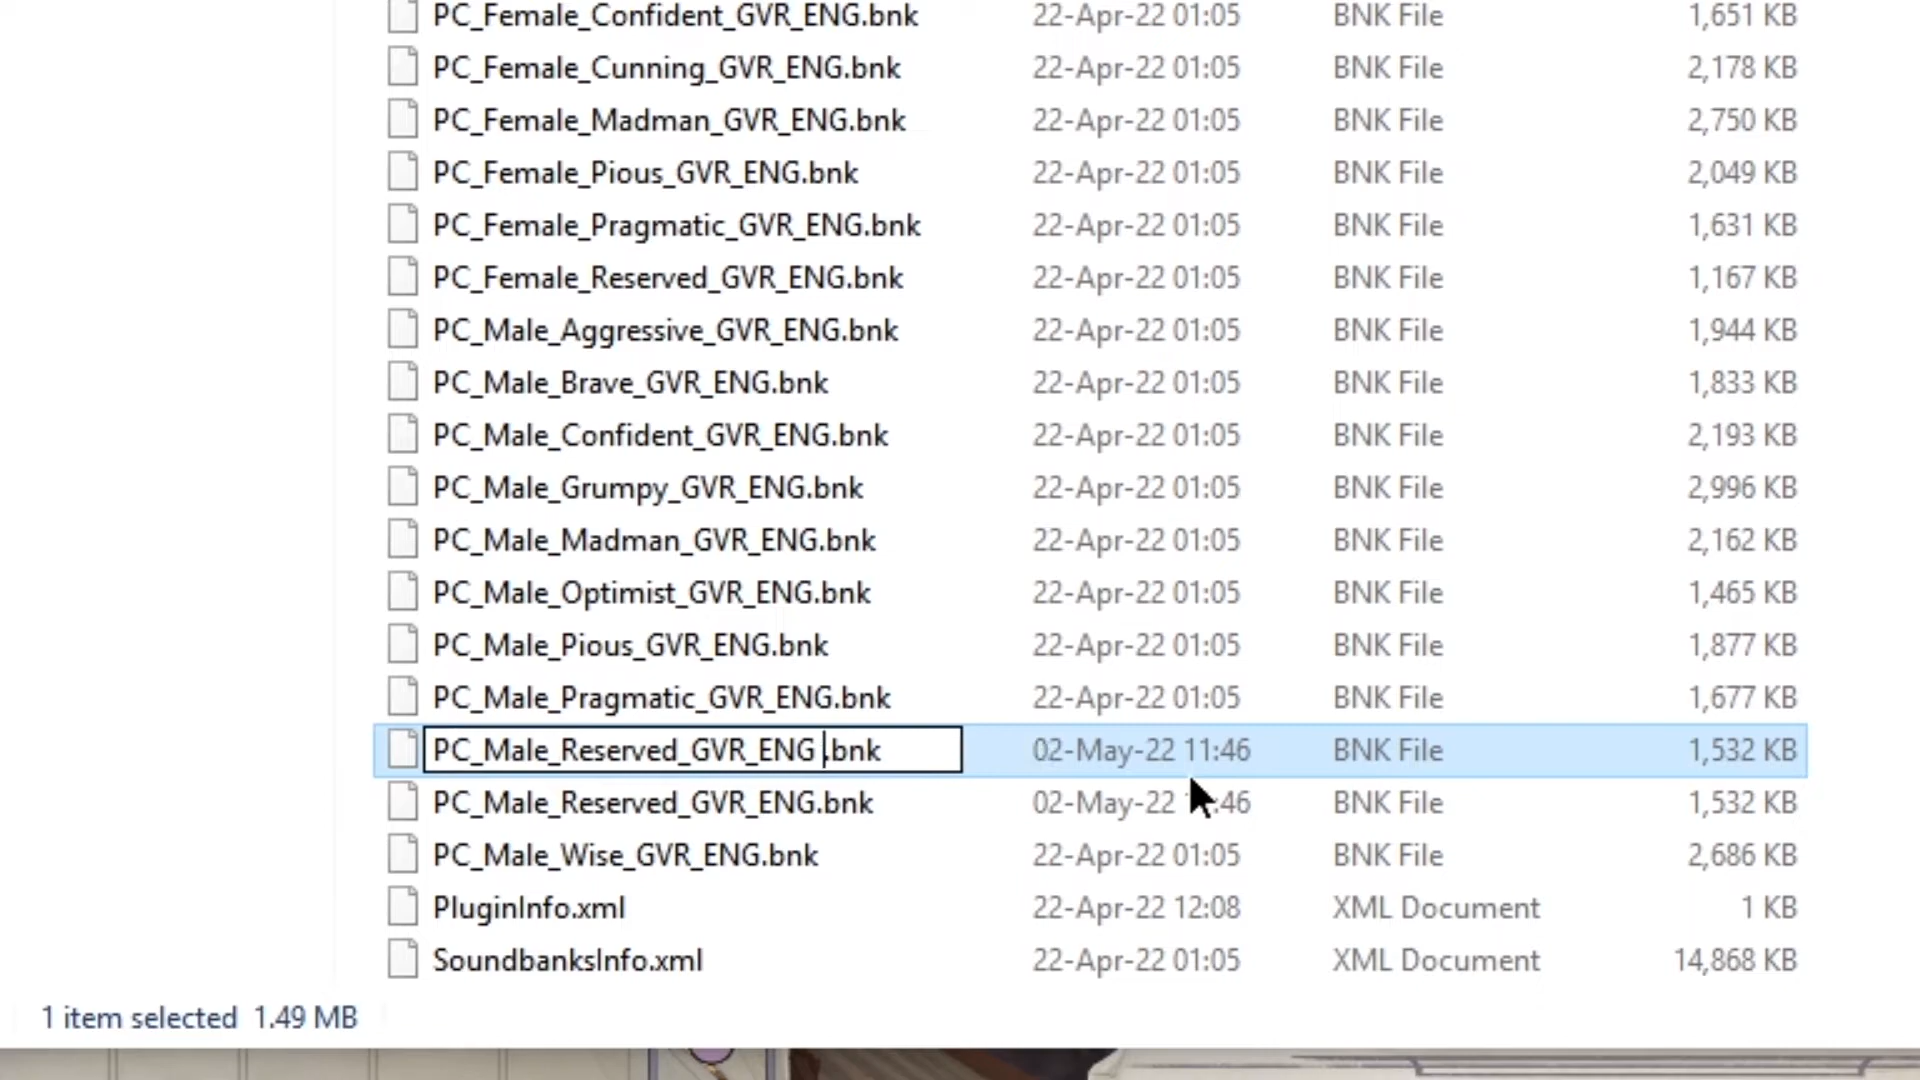 PC_Female_Confident_GVR_ENG.bnk 22-Apr-22 01:05 BNK File 1,651 KB
PC_Female_Cunning_GVR_ENG.bnk 22-Apr-22 01:05 BNK File 2,178 KB
PC_Female_Madman_GVR_ENG.bnk 22-Apr-22 01:05 BNK File 2,750 KB
PC_Female_Pious_GVR_ENG.bnk 22-Apr-22 01:05 BNK File 2,049 KB
PC_Female_Pragmatic_GVR_ENG.bnk 22-Apr-22 01:05 BNK File 1,631 KB
PC_Female_Reserved_GVR_ENG.bnk 22-Apr-22 01:05 BNK File 1,167 KB
PC_Male_Aggressive_GVR_ENG.bnk 22-Apr-22 01:05 BNK File 1,944 KB
PC_Male_Brave_GVR_ENG.bnk 22-Apr-22 01:05 BNK File 1,833 KB
PC_Male_Confident_GVR_ENG.bnk 22-Apr-22 01:05 BNK File 2,193 KB
PC_Male_Grumpy_GVR_ENG.bnk 22-Apr-22 01:05 BNK File 2,996 KB
PC_Male_Madman_GVR_ENG.bnk 22-Apr-22 01:05 BNK File 2,162 KB
PC_Male_Optimist_GVR_ENG.bnk 22-Apr-22 01:05 BNK File 1,465 KB
PC_Male_Pious_GVR_ENG.bnk 22-Apr-22 01:05 BNK File 1,877 KB
PC_Male_Pragmatic_GVR_ENG.bnk 22-Apr-22 01:05 BNK File 1,677 KB
PC_Male_Reserved_GVR_ENG .bnk 02-May-22 11:46 BNK File 1,532 KB
PC_Male_Reserved_GVR_ENG.bnk 02-May-22 :46 BNK File 1,532 KB
PC_Male_Wise_GVR_ENG.bnk 22-Apr-22 01:05 BNK File 2,686 KB
PluginInfo.xml 22-Apr-22 12:08 XML Document 1 KB
SoundbanksInfo.xml 22-Apr-22 01:05 XML Document 14,868 KB
1 item selected 1.49 MB